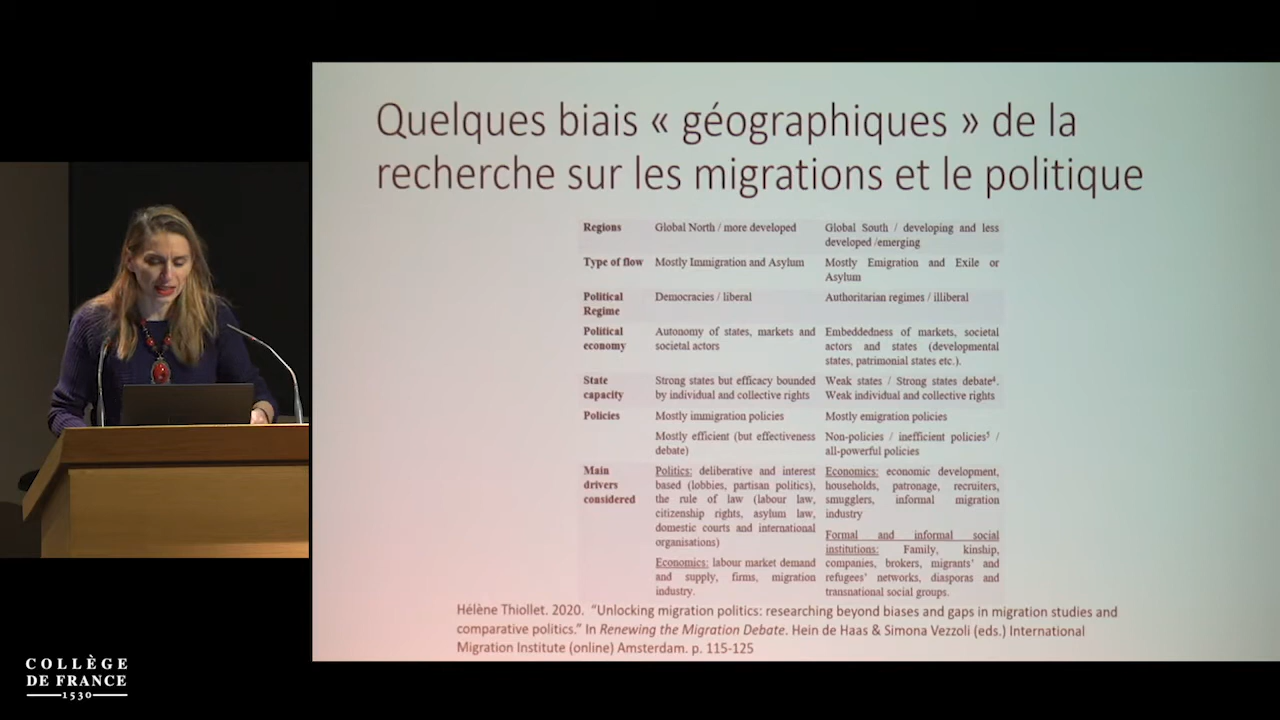 Quelques biais « géographiques » de la
recherche sur les migrations et le politique
Regions
Global North / more developed
Global South / developing and less
developed /emerging
Type of flow
Mostly Immigration and Asylum
Mostly Emigration and Exile or
Asylum
Political
Regime
Democracies / liberal
Authoritarian regimes / illiberal
Political
economy
Autonomy of states, markets and
societal actors
Embeddedness of markets, societal
actors and states (developmental
states, patrimonial states etc.).
State
capacity
Strong states but efficacy bounded
by individual and collective rights
Weak states / Strong states debate⁴.
Weak individual and collective rights
Policies
Mostly immigration policies
Mostly efficient (but effectiveness
debate)
Mostly emigration policies
Non-policies / inefficient policies⁵ /
all-powerful policies
Main
drivers
considered
Politics: deliberative and interest
based (lobbies, partisan politics),
the rule of law (labour law,
citizenship rights, asylum law,
domestic courts and international
organisations)
Economics: labour market demand
and supply, firms, migration
industry.
Economics: economic development,
households, patronage, recruiters,
smugglers, informal migration
industry
Formal and informal social
institutions: Family, kinship,
companies, brokers, migrants' and
refugees' networks, diasporas and
transnational social groups.
Hélène Thiollet. 2020. "Unlocking migration politics: researching beyond biases and gaps in migration studies and
comparative politics." In Renewing the Migration Debate. Hein de Haas & Simona Vezzoli (eds.) International
Migration Institute (online) Amsterdam. p. 115-125
COLLÈGE
DE FRANCE
1530